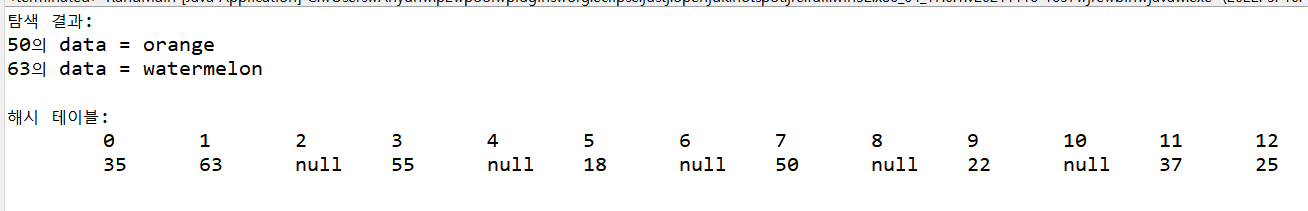 탐색 결과:
50의 data = orange
63의 data = watermelon
해시 테이블:
0 1 2 3 4 5 6 7 8 9 10 11 12
35 63 null 55 null 18 null 50 null 22 null 37 25